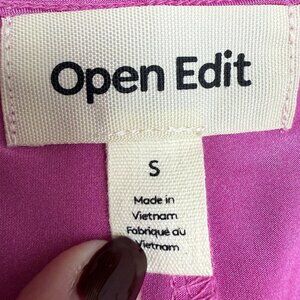 Open Edit
S
Made in
Vietnam
Fabriqué au
Vietnam